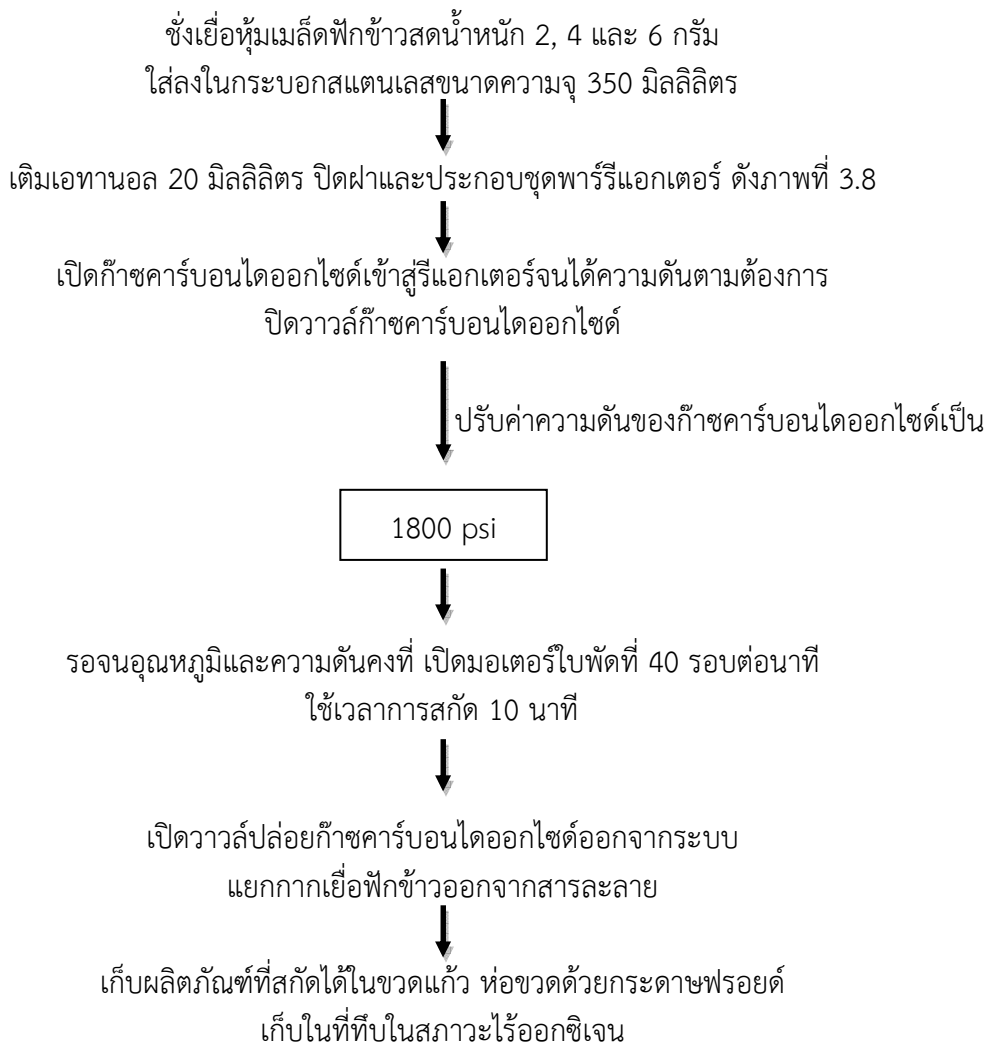 ชั่งเยื่อหุ้มเมล็ดฟักข้าวสดน้ำหนัก 2, 4 และ 6 กรัม
ใส่ลงในกระบอกสแตนเลสขนาดความจุ 350 มิลลิลิตร
เติมเอทานอล 20 มิลลิลิตร ปิดฝาและประกอบชุดพาร์รีแอกเตอร์ ดังภาพที่ 3.8
เปิดก๊าซคาร์บอนไดออกไซด์เข้าสู่รีแอกเตอร์จนได้ความดันตามต้องการ
ปิดวาวล์ก๊าซคาร์บอนไดออกไซด์
ปรับค่าความดันของก๊าซคาร์บอนไดออกไซด์เป็น
1800 psi
รอจนอุณหภูมิและความดันคงที่ เปิดมอเตอร์ใบพัดที่ 40 รอบต่อนาที
ใช้เวลาการสกัด 10 นาที
เปิดวาวล์ปล่อยก๊าซคาร์บอนไดออกไซด์ออกจากระบบ
แยกกากเยื่อฟักข้าวออกจากสารละลาย
เก็บผลิตภัณฑ์ที่สกัดได้ในขวดแก้ว ห่อขวดด้วยกระดาษฟรอยด์
เก็บในที่ทึบในสภาวะไร้ออกซิเจน